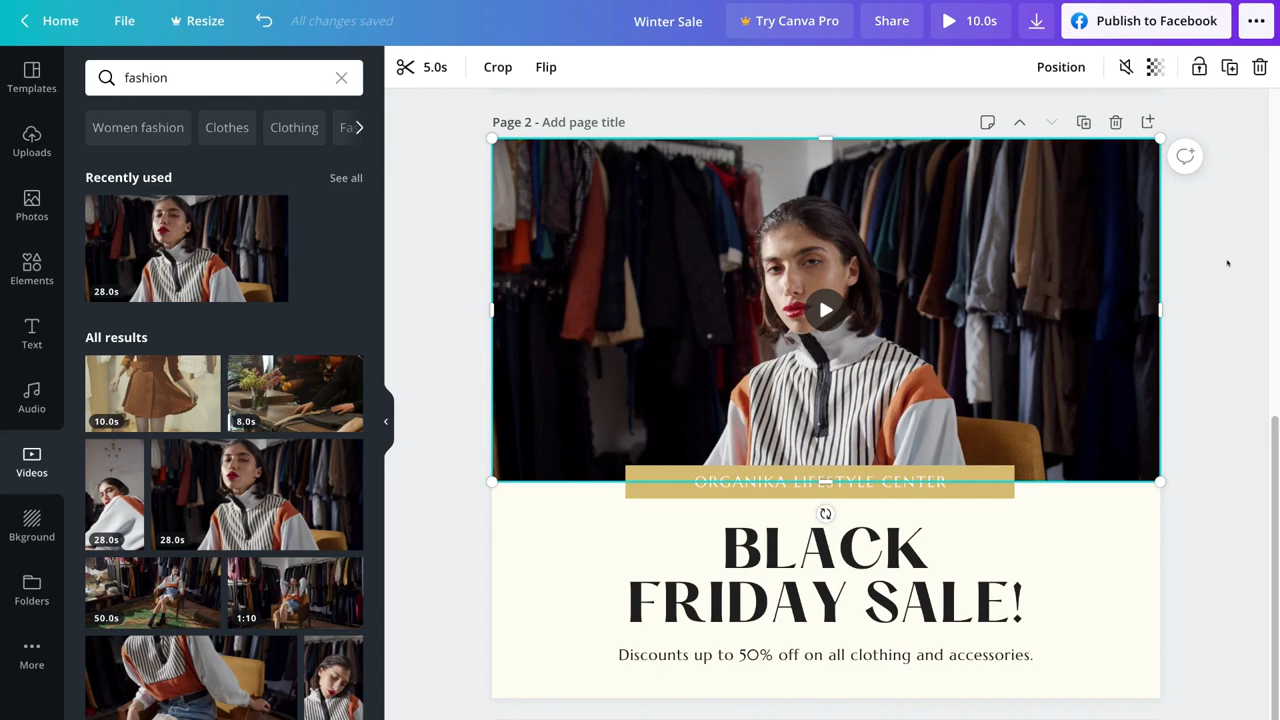 Home
File
Resize
All changes saved
Winter Sale
Try Canva Pro
Share
10.0s
Publish to Facebook
Templates
Uploads
Photos
Elements
Text
Audio
Videos
Bkground
Folders
More
fashion
Women fashion
Clothes
Clothing
Recently used
See all
28.0s
All results
10.0s
8.0s
28.0s
28.0s
50.0s
1:10
5.0s
Crop
Flip
Position
Page 2 - Add page title
ORGANIKA LIFESTYLE CENTER
BLACK
FRIDAY SALE!
Discounts up to 50% off on all clothing and accessories.